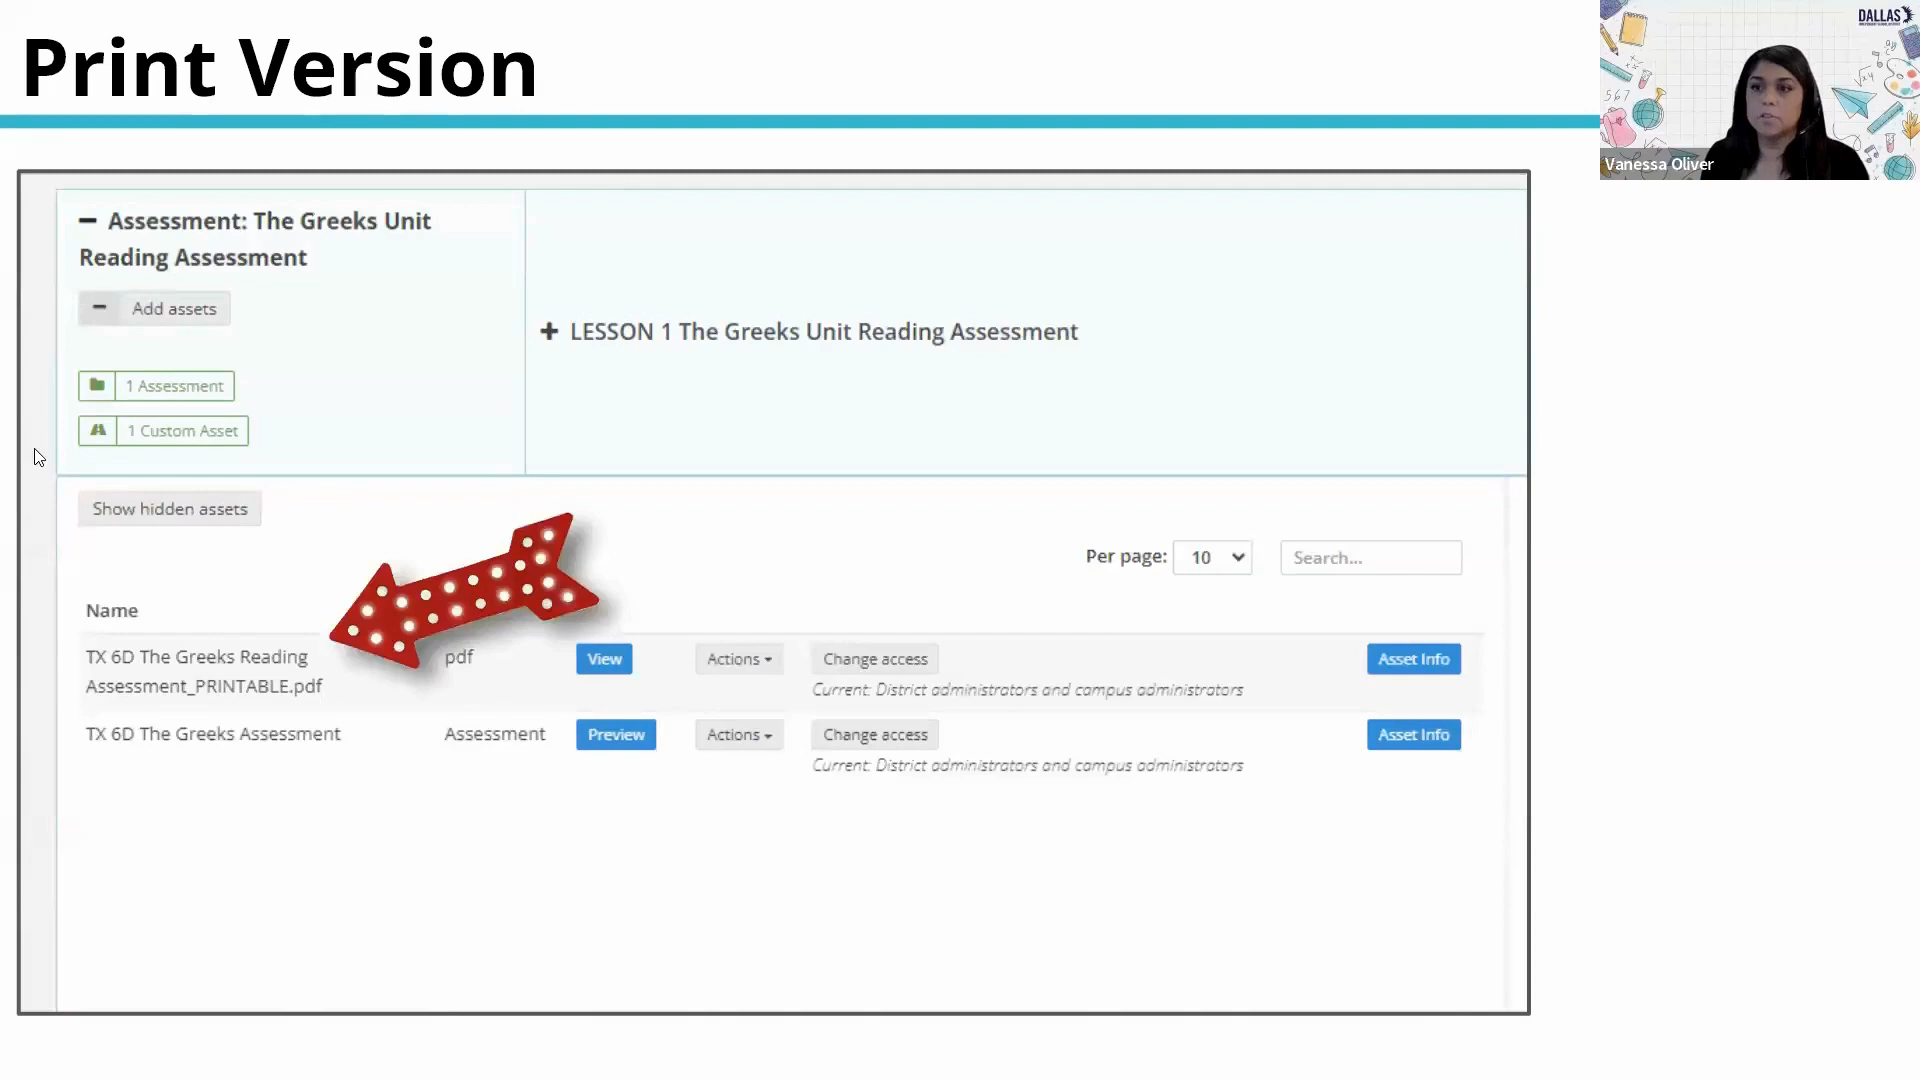 Print Version
DALLAS
567
Vanessa Oliver
Assessment: The Greeks Unit
Reading Assessment
Add assets
LESSON 1 The Greeks Unit Reading Assessment
1 Assessment
1 Custom Asset
Show hidden assets
Per page: 10 Search...
Name
TX 6D The Greeks Reading
Assessment_PRINTABLE.pdf
pdf View Actions Change access Asset Info
Current: District administrators and campus administrators
TX 6D The Greeks Assessment Assessment Preview Actions Change access Asset Info
Current: District administrators and campus administrators